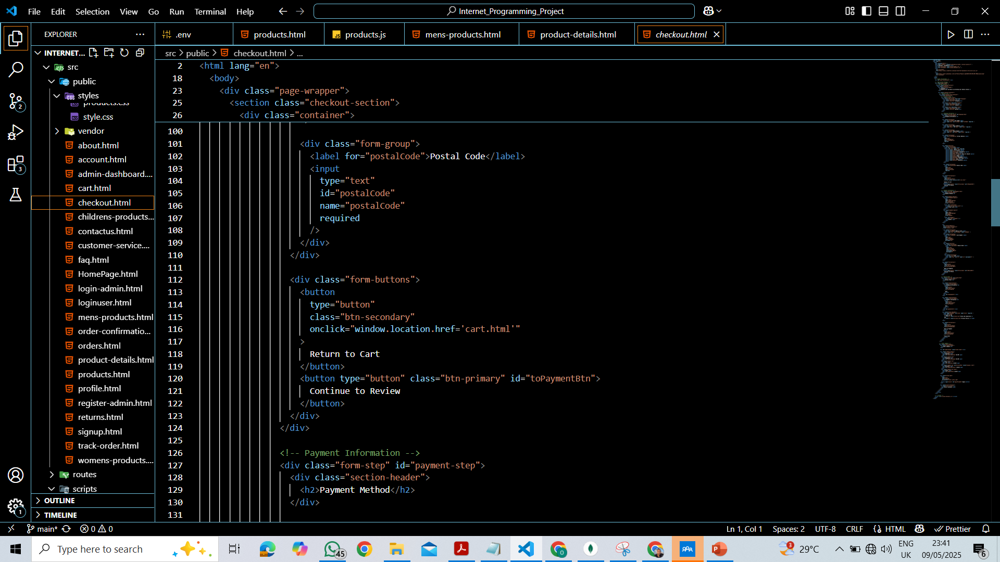 File Edit Selection View Go Run Terminal Help
Internet_Programming_Project
EXPLORER
.env
products.html
products.js
mens-products.html
product-details.html
checkout.html
INTERNET...
src > public > checkout.html > ...
src
public
styles
products.css
style.css
vendor
about.html
account.html
admin-dashboard....
cart.html
checkout.html
childrens-products...
contactus.html
customer-service....
faq.html
HomePage.html
login-admin.html
loginuser.html
mens-products.html
order-confirmatio...
orders.html
product-details.html
products.html
profile.html
register-admin.html
returns.html
signup.html
track-order.html
womens-products....
routes
scripts
OUTLINE
TIMELINE
2
3
1
2 <html lang="en">
18 <body>
23 <div class="page-wrapper">
25 <section class="checkout-section">
26 <div class="container">
100
101 <div class="form-group">
102 <label for="postalCode">Postal Code</label>
103 <input
104 type="text"
105 id="postalCode"
106 name="postalCode"
107 required
108 />
109 </div>
110 </div>
111
112 <div class="form-buttons">
113 <button
114 type="button"
115 class="btn-secondary"
116 onclick="window.location.href='cart.html'"
117 >
118 Return to Cart
119 </button>
120 <button type="button" class="btn-primary" id="toPaymentBtn">
121 Continue to Review
122 </button>
123 </div>
124 </div>
125
126 <!-- Payment Information -->
127 <div class="form-step" id="payment-step">
128 <div class="section-header">
129 <h2>Payment Method</h2>
130 </div>
131
main* 0 0
Ln 1, Col 1 Spaces: 2 UTF-8 CRLF HTML Prettier
Type here to search
45
3 29°C
ENG
UK
23:41
09/05/2025
6